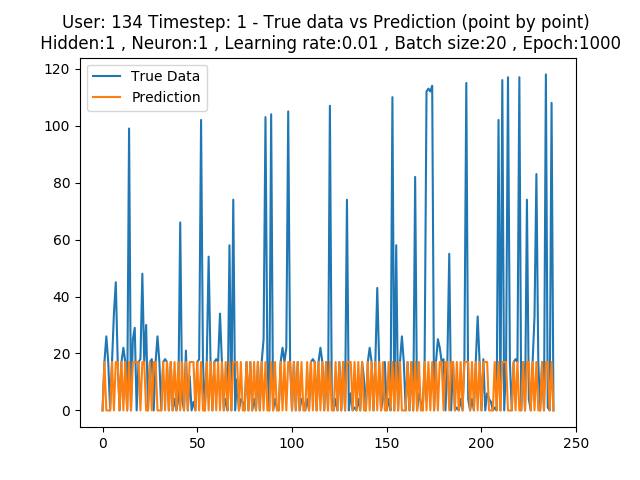 User: 134 Timestep: 1 - True data vs Prediction (point by point)
Hidden:1 , Neuron:1 , Learning rate:0.01 , Batch size:20 , Epoch:1000
True Data
Prediction
120
100
80
60
40
20
0
0 50 100 150 200 250